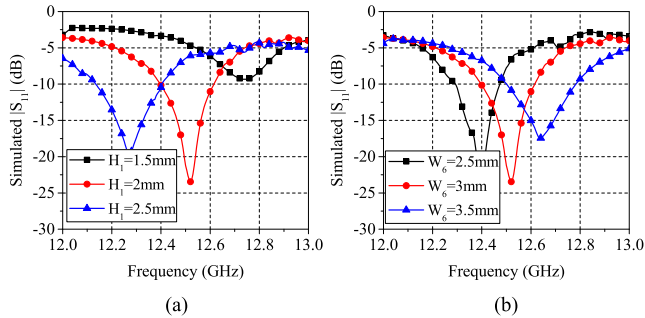 0
-5
-10
-15
-20
-25
-30
Simulated |S₁₁| (dB)
H₁=1.5mm
H₁=2mm
H₁=2.5mm
12.0 12.2 12.4 12.6 12.8 13.0
Frequency (GHz)
(a)
0
-5
-10
-15
-20
-25
-30
Simulated |S₁₁| (dB)
W₆=2.5mm
W₆=3mm
W₆=3.5mm
12.0 12.2 12.4 12.6 12.8 13.0
Frequency (GHz)
(b)